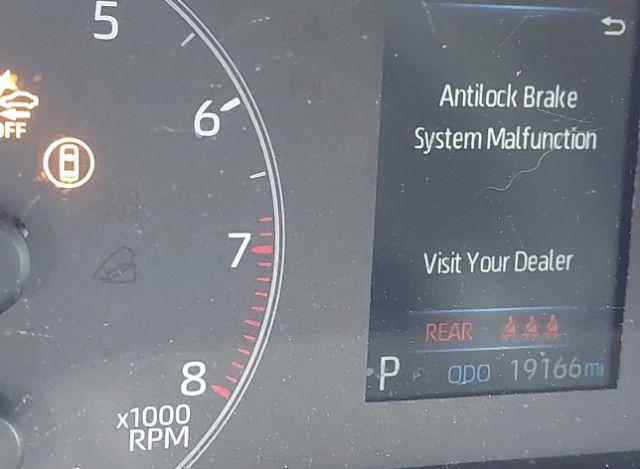 5
6
7
8
x1000
RPM
OFF
Antilock Brake
System Malfunction
Visit Your Dealer
REAR
P ODO 19166 mi